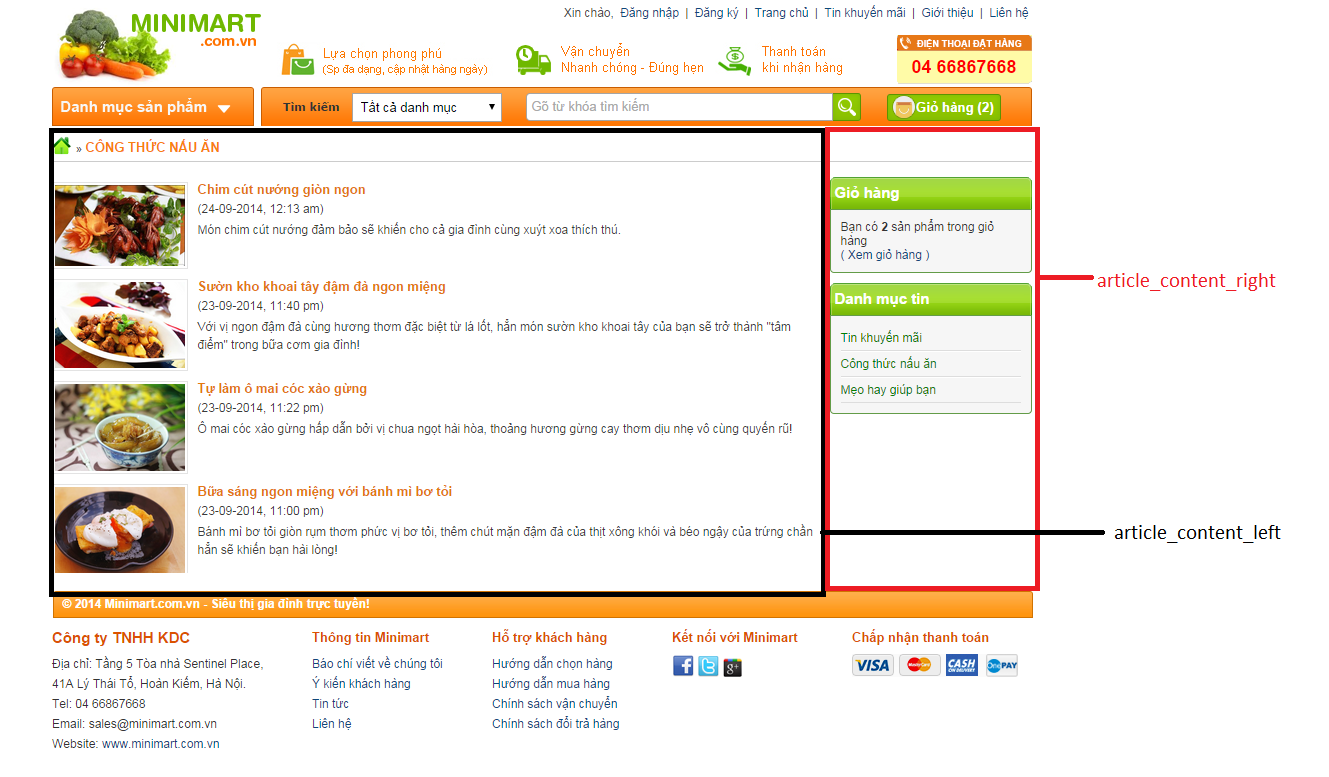 Xin chào, Đăng nhập | Đăng ký | Trang chủ | Tin khuyến mãi | Giới thiệu | Liên hệ
MINIMART
.com.vn
Lựa chọn phong phú
(Sp đa dạng, cập nhật hàng ngày)
Vận chuyển
Nhanh chóng - Đúng hẹn
Thanh toán
khi nhận hàng
ĐIỆN THOẠI ĐẶT HÀNG
04 66867668
Danh mục sản phẩm
Tìm kiếm
Tất cả danh mục
Gõ từ khóa tìm kiếm
Giỏ hàng (2)
» CÔNG THỨC NẤU ĂN
Chim cút nướng giòn ngon
(24-09-2014, 12:13 am)
Món chim cút nướng đảm bảo sẽ khiến cho cả gia đình cùng xuýt xoa thích thú.
Sườn kho khoai tây đậm đà ngon miệng
(23-09-2014, 11:40 pm)
Với vị ngon đậm đà cùng hương thơm đặc biệt từ lá lốt, hẳn món sườn kho khoai tây của bạn sẽ trở thành "tâm
điểm" trong bữa cơm gia đình!
Tự làm ô mai cóc xào gừng
(23-09-2014, 11:22 pm)
Ô mai cóc xào gừng hấp dẫn bởi vị chua ngọt hài hòa, thoảng hương gừng cay thơm dịu nhẹ vô cùng quyến rũ!
Bữa sáng ngon miệng với bánh mì bơ tỏi
(23-09-2014, 11:00 pm)
Bánh mì bơ tỏi giòn rụm thơm phức vị bơ tỏi, thêm chút mặn đậm đà của thịt xông khói và béo ngậy của trứng chần
hẳn sẽ khiến bạn hài lòng!
Giỏ hàng
Bạn có 2 sản phẩm trong giỏ
hàng
( Xem giỏ hàng )
Danh mục tin
Tin khuyến mãi
Công thức nấu ăn
Mẹo hay giúp bạn
article_content_right
article_content_left
© 2014 Minimart.com.vn - Siêu thị gia đình trực tuyến!
Công ty TNHH KDC
Địa chỉ: Tầng 5 Tòa nhà Sentinel Place,
41A Lý Thái Tổ, Hoàn Kiếm, Hà Nội.
Tel: 04 66867668
Email: sales@minimart.com.vn
Website: www.minimart.com.vn
Thông tin Minimart
Báo chí viết về chúng tôi
Ý kiến khách hàng
Tin tức
Liên hệ
Hỗ trợ khách hàng
Hướng dẫn chọn hàng
Hướng dẫn mua hàng
Chính sách vận chuyển
Chính sách đổi trả hàng
Kết nối với Minimart
Chấp nhận thanh toán
VISA
MasterCard
CASH
ON DELIVERY
OnePAY